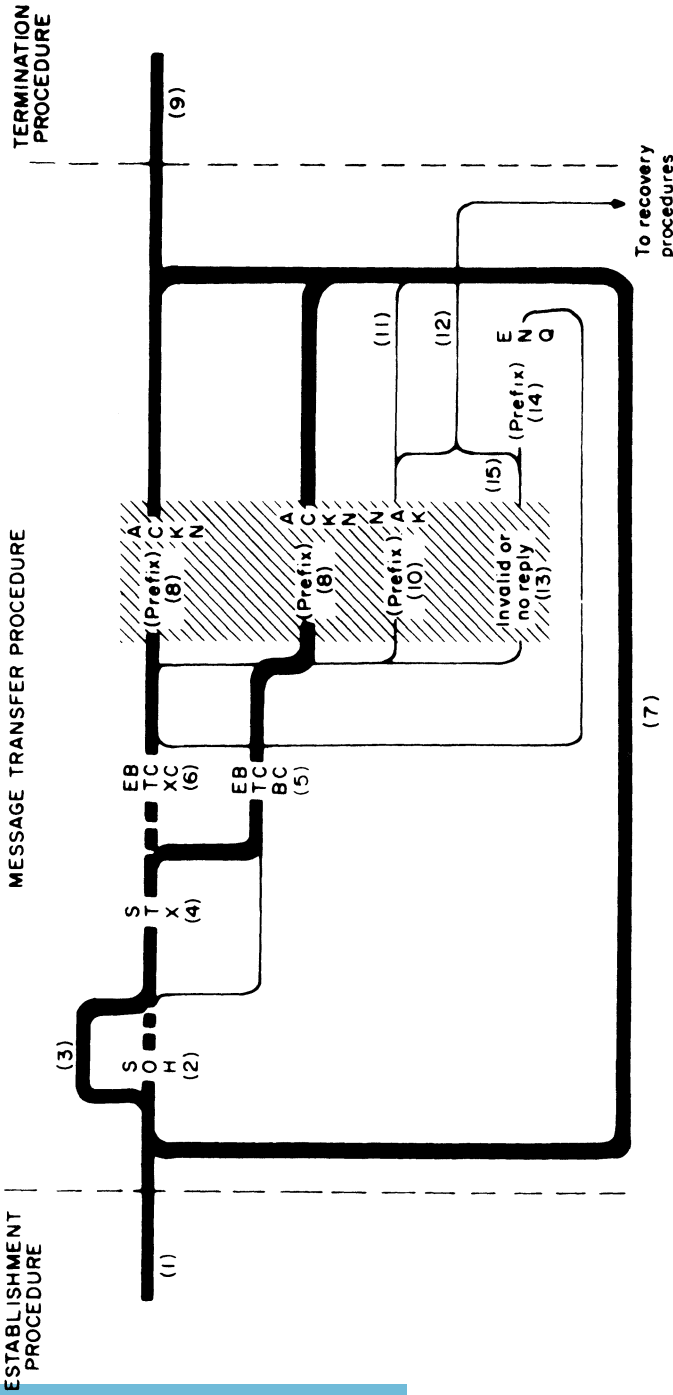 ESTABLISHMENT
PROCEDURE
MESSAGE TRANSFER PROCEDURE
TERMINATION
PROCEDURE
(1)
(3)
S
O
H
(2)
S
T
X
(4)
EB
TC
XC
(6)
EB
TC
BC
(5)
(Prefix)
(8)
A
C
K
N
(Prefix)
(8)
A
C
K
N
(Prefix)
(10)
N
A
K
Invalid or
no reply
(13)
(9)
(11)
(12)
(15)
(Prefix)
(14)
E
N
Q
To recovery
procedures
(7)